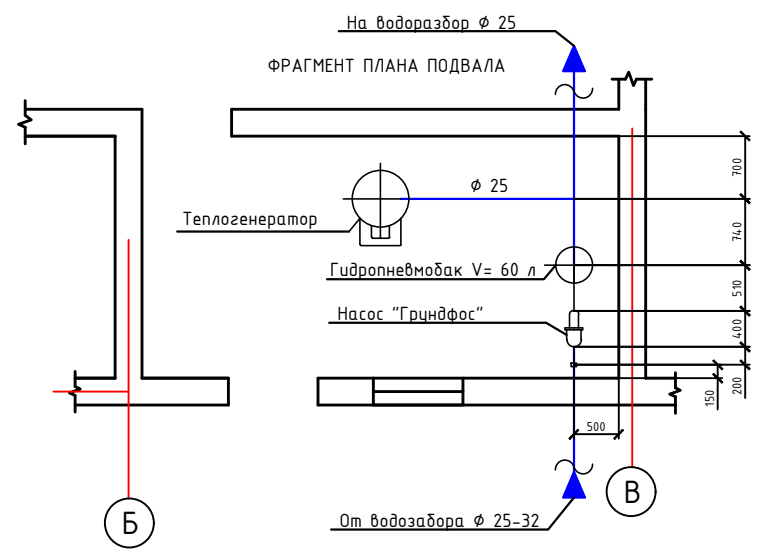 На водоразбор Ф 25
ФРАГМЕНТ ПЛАНА ПОДВАЛА
700
Ф 25
Теплогенератор
740
Гидропневмобак V= 60 л
510
Насос "Грундфос"
400
200
150
500
Б
В
От водозабора Ф 25-32